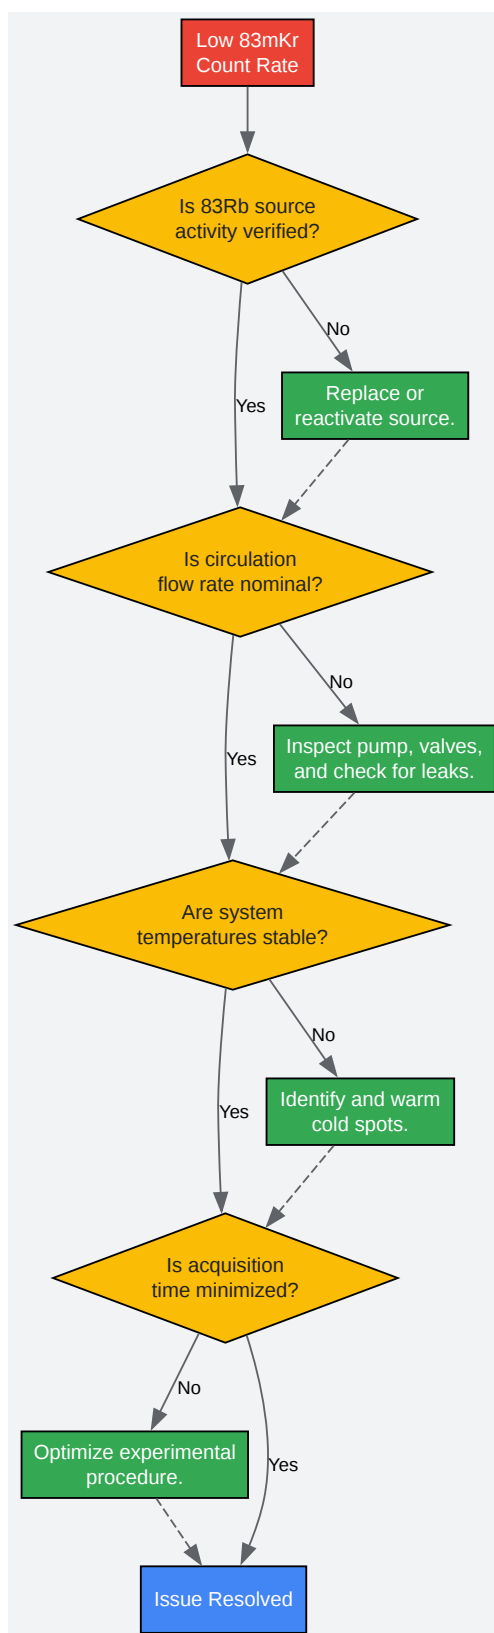 Low 83mKr
Count Rate
Is 83Rb source
activity verified?
No
Replace or
reactivate source.
Yes
Is circulation
flow rate nominal?
No
Inspect pump, valves,
and check for leaks.
Yes
Are system
temperatures stable?
No
Identify and warm
cold spots.
Yes
Is acquisition
time minimized?
No
Optimize experimental
procedure.
Yes
Issue Resolved